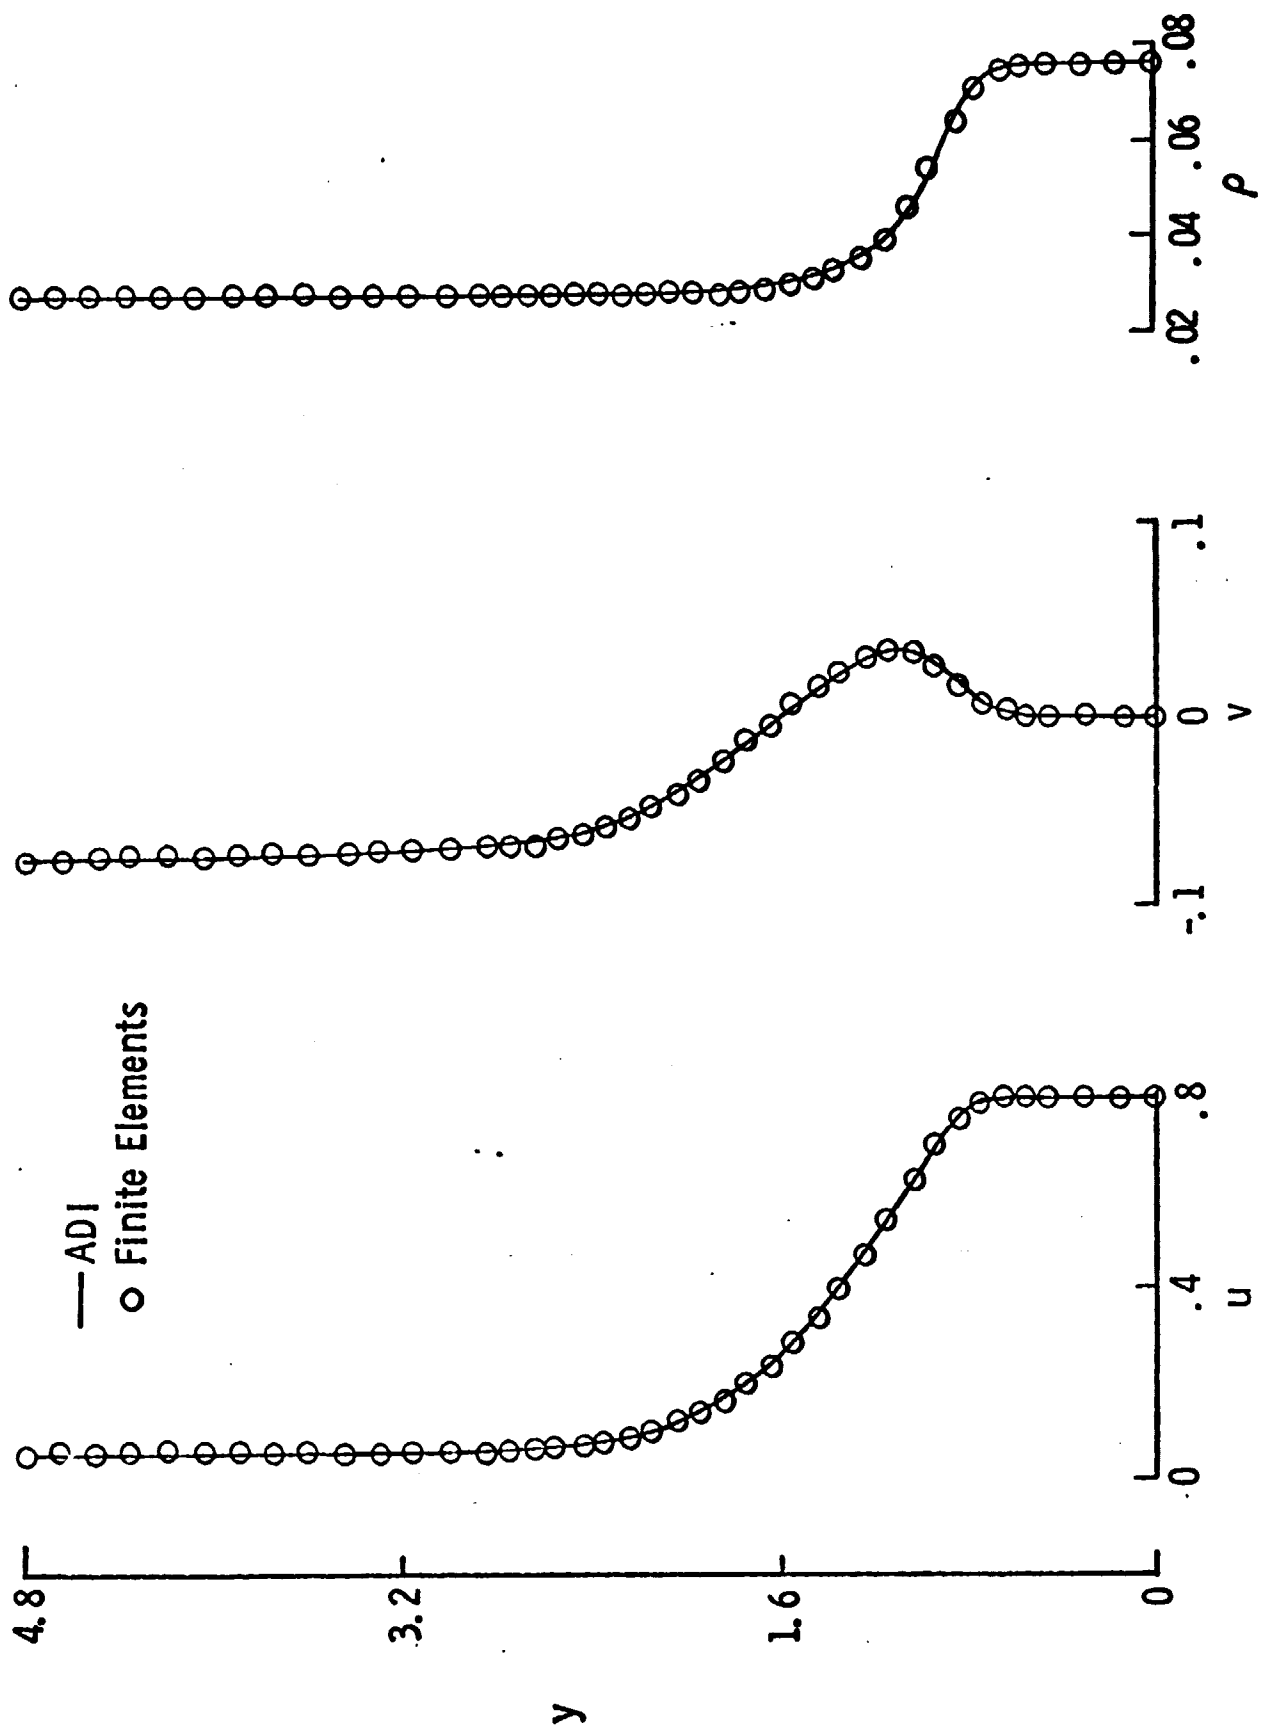 — ADI
O Finite Elements
4.8
3.2
1.6
0
y
0
.4
.8
u
-.1
0
.1
v
.02
.04
.06
.08
ρ